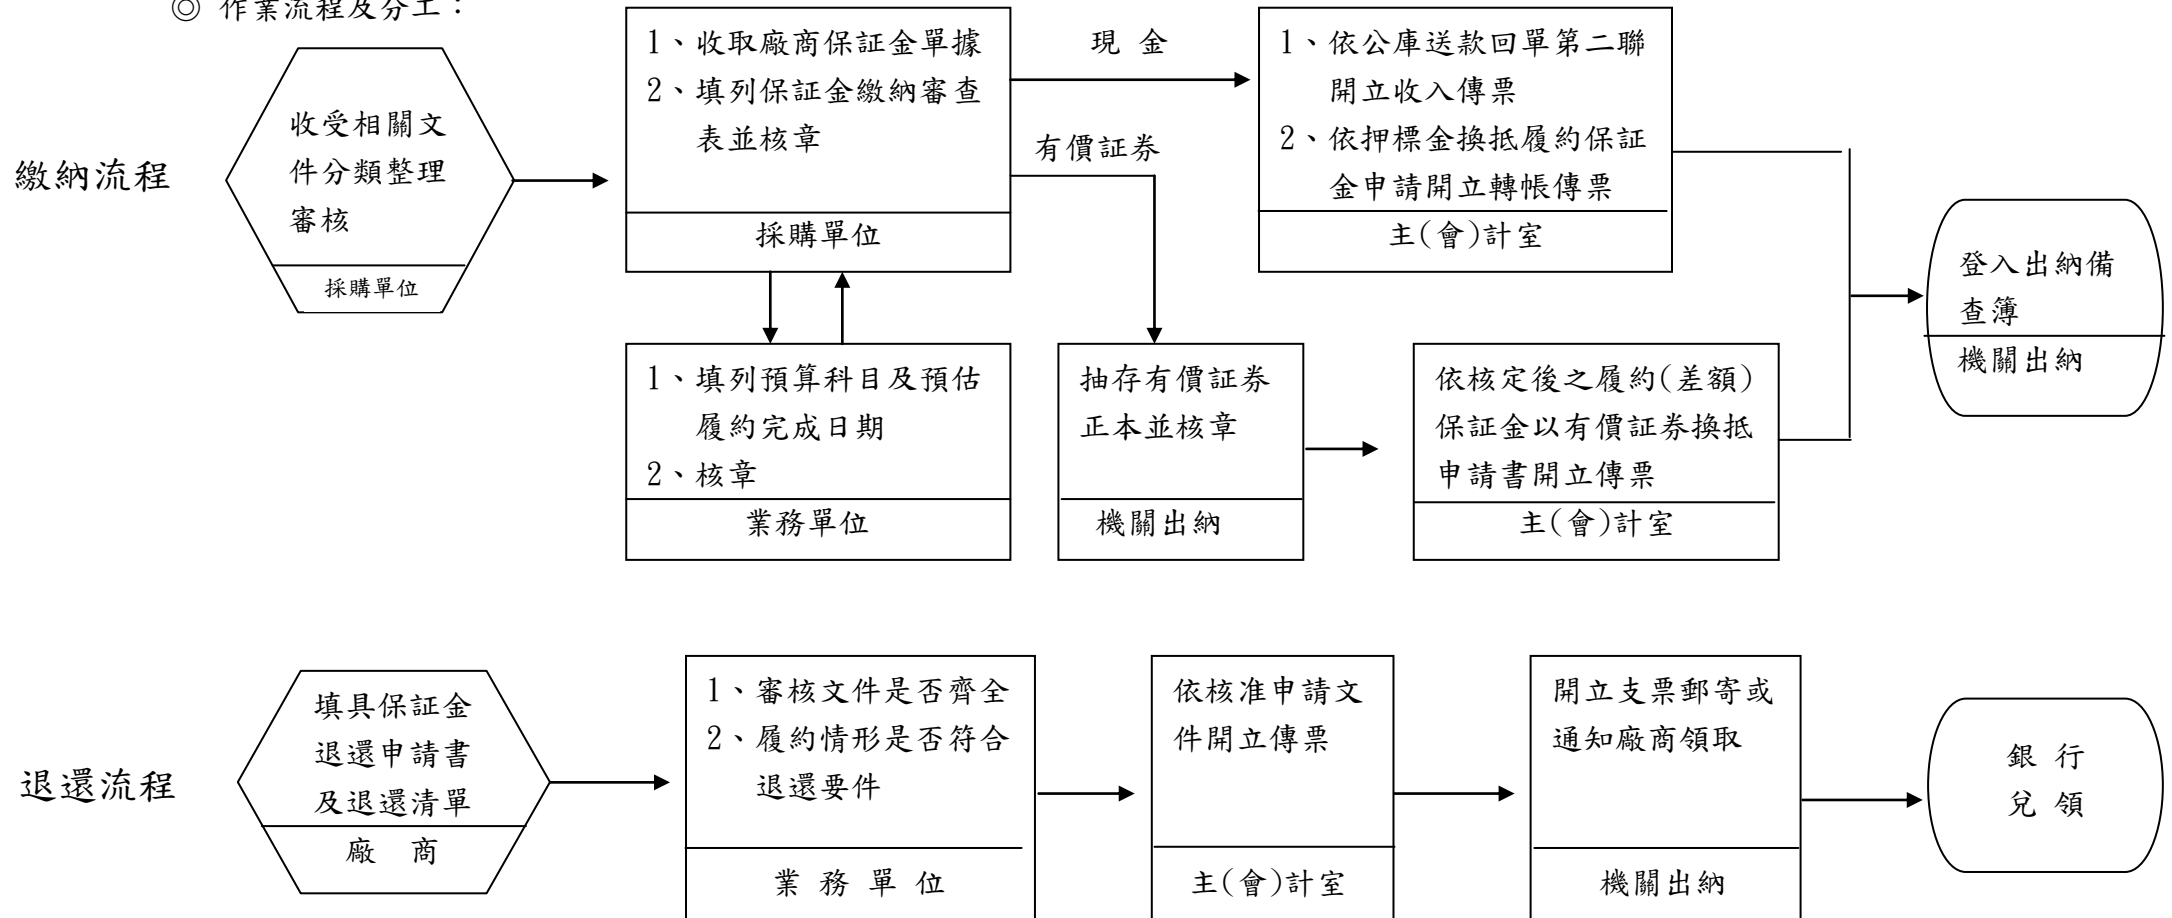 ◎ 作業流程及分工：
繳納流程
收受相關文
件分類整理
審核
採購單位
1、收取廠商保証金單據
2、填列保証金繳納審查
表並核章
採購單位
現 金
有價証券
1、依公庫送款回單第二聯
開立收入傳票
2、依押標金換抵履約保証
金申請開立轉帳傳票
主(會)計室
1、填列預算科目及預估
履約完成日期
2、核章
業務單位
抽存有價証券
正本並核章
機關出納
依核定後之履約(差額)
保証金以有價証券換抵
申請書開立傳票
主(會)計室
登入出納備
查簿
機關出納
退還流程
填具保証金
退還申請書
及退還清單
廠 商
1、審核文件是否齊全
2、履約情形是否符合
退還要件
業 務 單 位
依核准申請文
件開立傳票
主(會)計室
開立支票郵寄或
通知廠商領取
機關出納
銀 行
兌 領